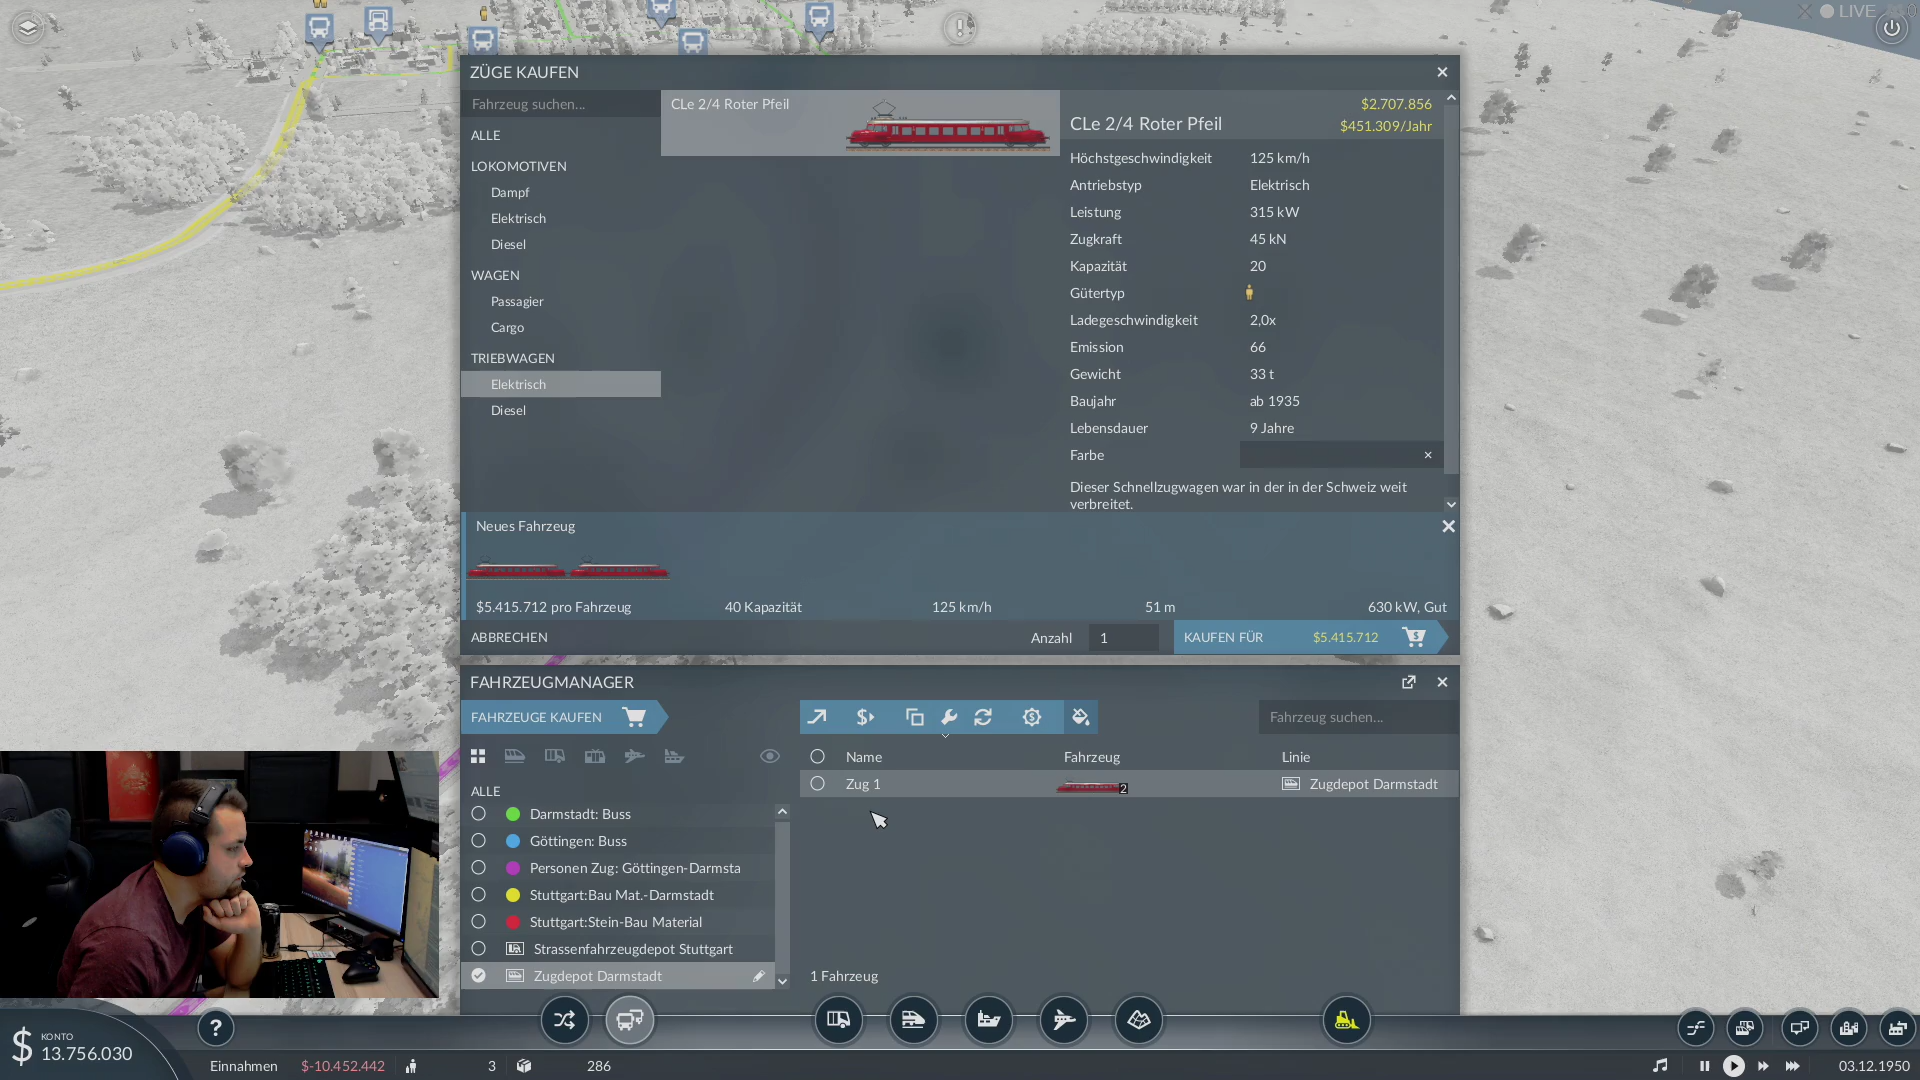 LIVE
ZÜGE KAUFEN
Fahrzeug suchen...
ALLE
LOKOMOTIVEN
Dampf
Elektrisch
Diesel
WAGEN
Passagier
Cargo
TRIEBWAGEN
Elektrisch
Diesel
CLe 2/4 Roter Pfeil
CLe 2/4 Roter Pfeil
$2.707.856
$451.309/Jahr
Höchstgeschwindigkeit 125 km/h
Antriebstyp Elektrisch
Leistung 315 kW
Zugkraft 45 kN
Kapazität 20
Gütertyp
Ladegeschwindigkeit 2,0x
Emission 66
Gewicht 33 t
Baujahr ab 1935
Lebensdauer 9 Jahre
Farbe
Dieser Schnellzugwagen war in der in der Schweiz weit
verbreitet.
Neues Fahrzeug
$5.415.712 pro Fahrzeug 40 Kapazität 125 km/h 51 m 630 kW, Gut
ABBRECHEN Anzahl 1 KAUFEN FÜR $5.415.712
FAHRZEUGMANAGER
FAHRZEUGE KAUFEN
Fahrzeug suchen...
ALLE
Darmstadt: Buss
Göttingen: Buss
Personen Zug: Göttingen-Darmsta
Stuttgart:Bau Mat.-Darmstadt
Stuttgart:Stein-Bau Material
Strassenfahrzeugdepot Stuttgart
Zugdepot Darmstadt
Name Fahrzeug Linie
Zug 1 2 Zugdepot Darmstadt
1 Fahrzeug
KONTO
$ 13.756.030
?
Einnahmen $-10.452.442 3 286
03.12.1950